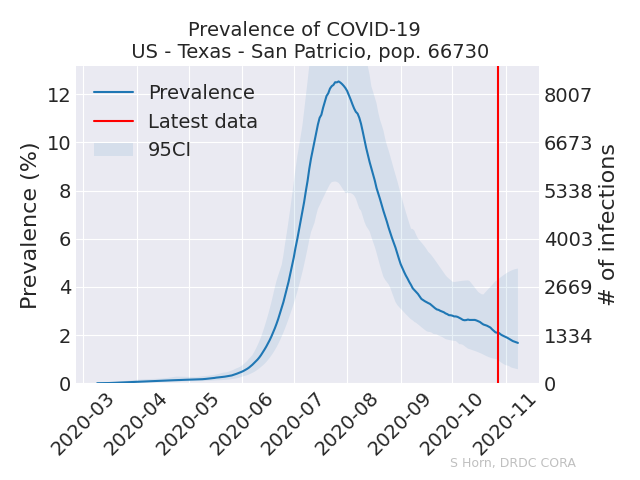 Prevalence of COVID-19
US - Texas - San Patricio, pop. 66730
Prevalence
Latest data
95CI
Prevalence (%)
12
10
8
6
4
2
0
# of infections
8007
6673
5338
4003
2669
1334
0
2020-03
2020-04
2020-05
2020-06
2020-07
2020-08
2020-09
2020-10
2020-11
S Horn, DRDC CORA